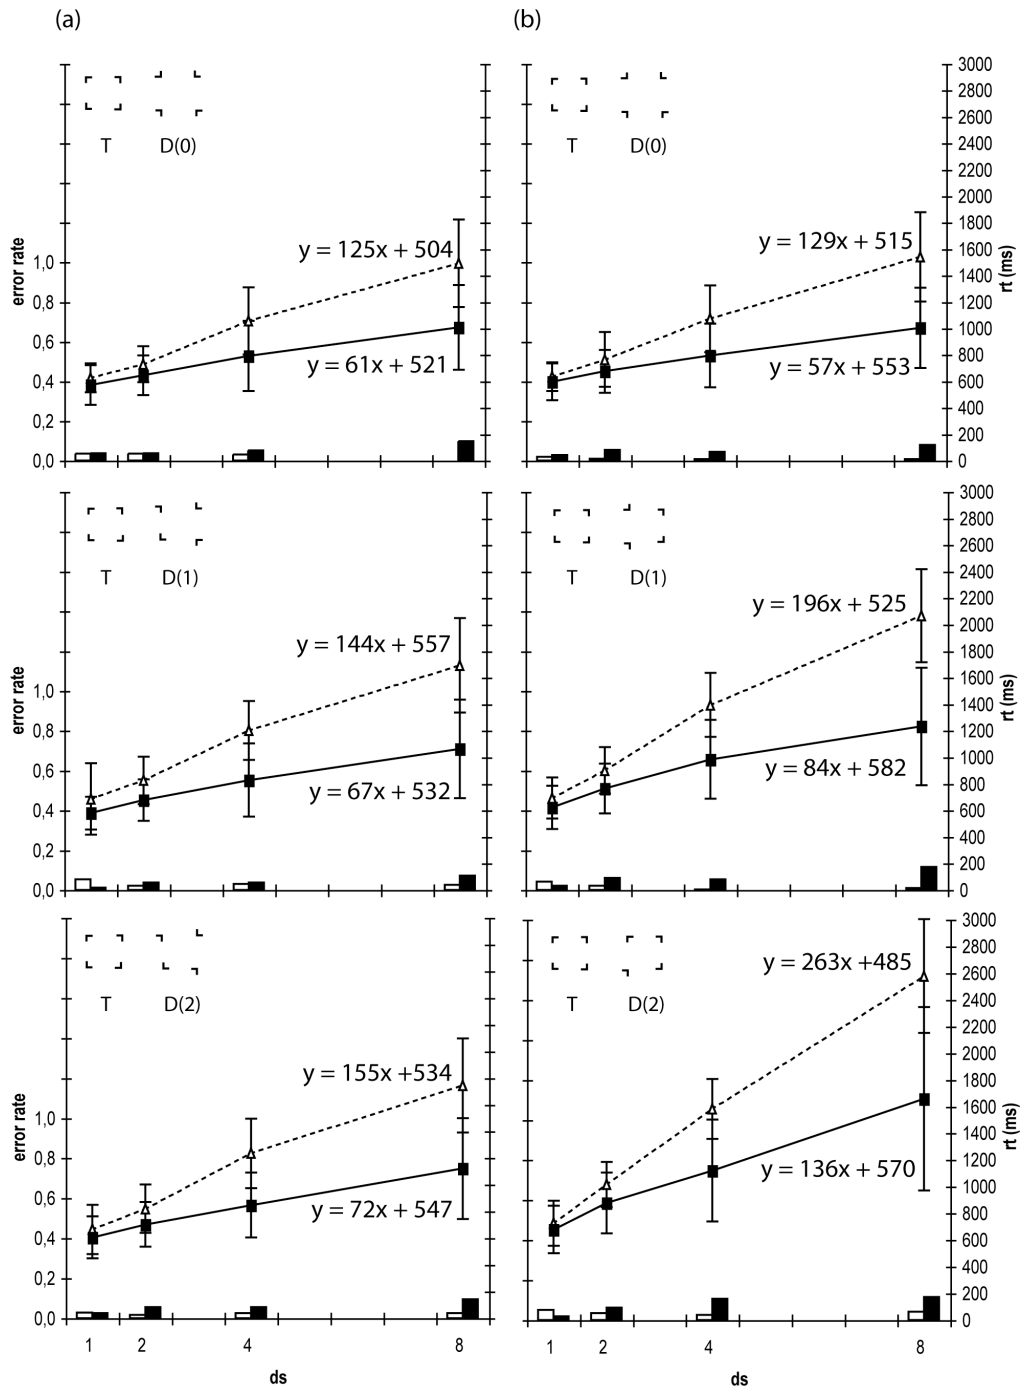 (a)
(b)
T D(0)
error rate
1,0
0,8
0,6
0,4
0,2
0,0
y = 125x + 504
y = 61x + 521
T D(0)
y = 129x + 515
y = 57x + 553
3000
2800
2600
2400
2200
2000
1800
1600
1400
1200
1000
800
600
400
200
0
rt (ms)
T D(1)
error rate
1,0
0,8
0,6
0,4
0,2
0,0
y = 144x + 557
y = 67x + 532
T D(1)
y = 196x + 525
y = 84x + 582
3000
2800
2600
2400
2200
2000
1800
1600
1400
1200
1000
800
600
400
200
0
rt (ms)
T D(2)
error rate
1,0
0,8
0,6
0,4
0,2
0,0
y = 155x +534
y = 72x + 547
1 2 4 8
ds
T D(2)
y = 263x +485
y = 136x + 570
3000
2800
2600
2400
2200
2000
1800
1600
1400
1200
1000
800
600
400
200
0
rt (ms)
1 2 4 8
ds